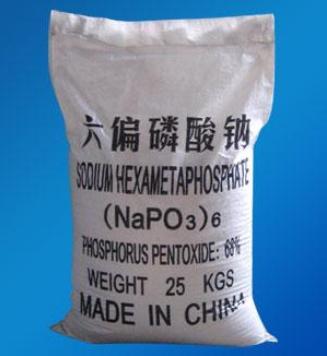 六偏磷酸钠
SODIUM HEXAMETAPHOSPHATE
(NaPO₃)₆
PHOSPHORUS PENTOXIDE: 68%
WEIGHT 25 KGS
MADE IN CHINA